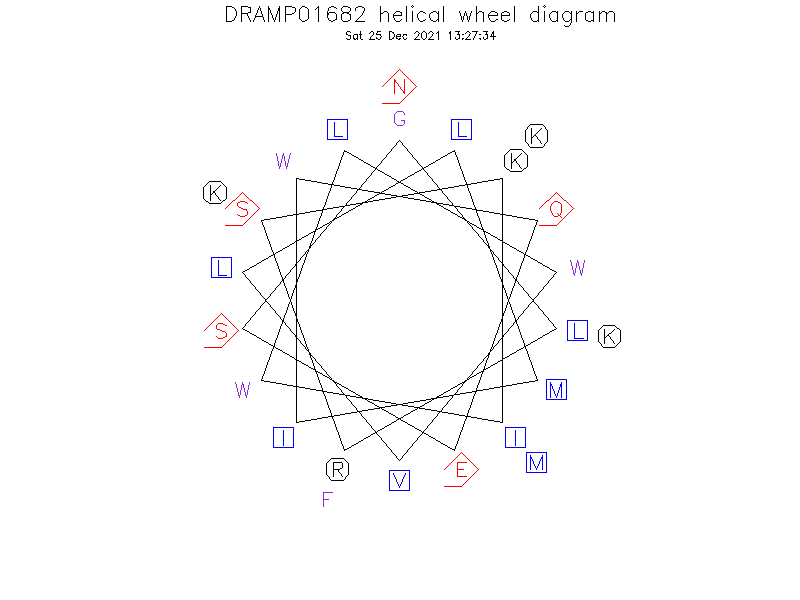 DRAMP01682 helical wheel diagram
Sat 25 Dec 2021 13:27:34
N
G
L L
K
W K
K S Q
L W
S L K
W M
I I
M
R V E
F